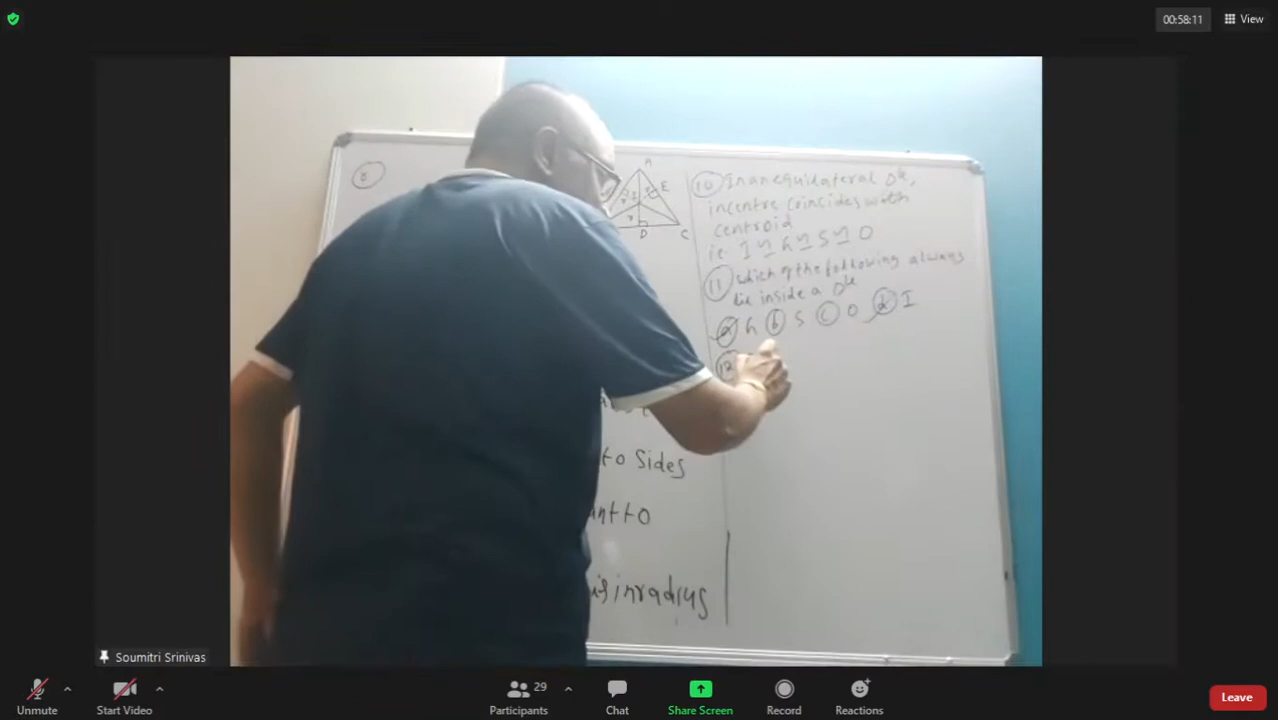 00:58:11
View
8
A
E
r
r
r
D
C
10 In an equilateral Δle,
incentre coincides with
centroid
ie I ≌ G ≌ S ≌ O
11 which of the following always
lie inside a Δle
a G b S c O d I
12
to Sides
ant to
is inradius
Soumitri Srinivas
Unmute
Start Video
29
Participants
Chat
Share Screen
Record
Reactions
Leave